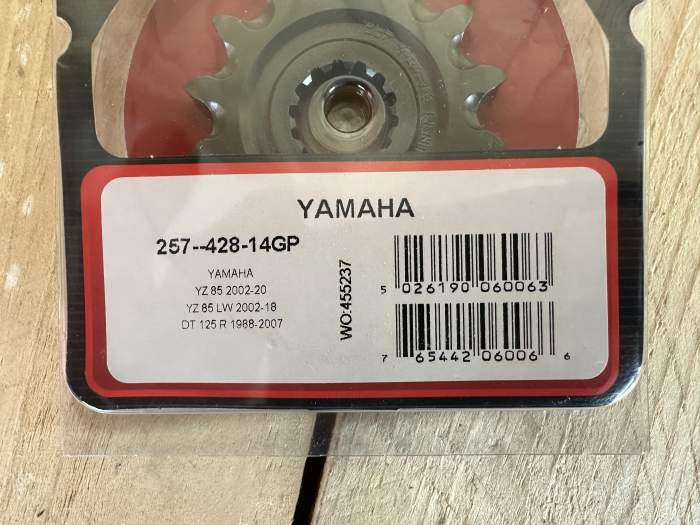 YAMAHA
257--428-14GP
YAMAHA
YZ 85 2002-20
YZ 85 LW 2002-18
DT 125 R 1988-2007
WO:455237
5 026190 060063
7 65442 06006 6